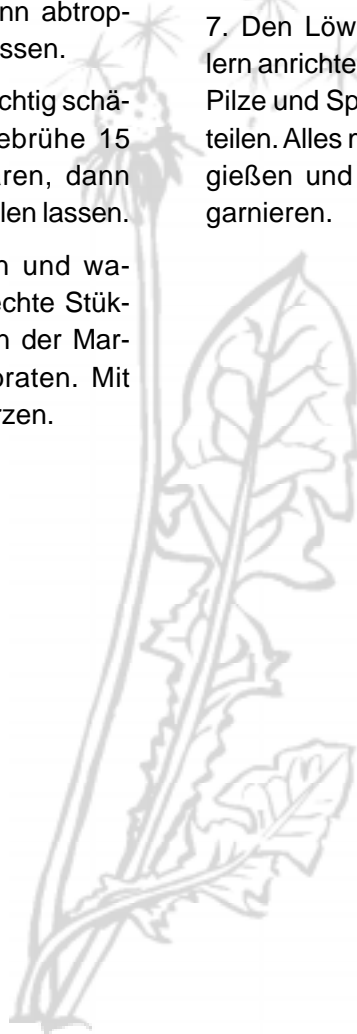 nn abtrop-
ssen.
chtig schä-
ebrühe 15
aren, dann
len lassen.
n und wa-
echte Stük-
n der Mar-
oraten. Mit
rzen.
7. Den Löw
lern anrichte
Pilze und Sp
teilen. Alles m
gießen und
garnieren.